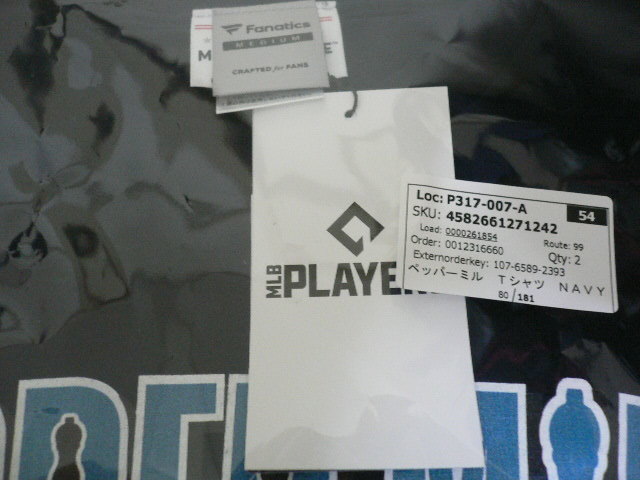 Fanatics
MEDIUM
CRAFTED for FANS
MLB
PLAYE
Loc: P317-007-A
54
SKU: 4582661271242
Load: 0000261854
Route: 99
Order: 0012316660
Qty: 2
Externorderkey: 107-6589-2393
ペッパーミル Tシャツ NAVY
80 / 181